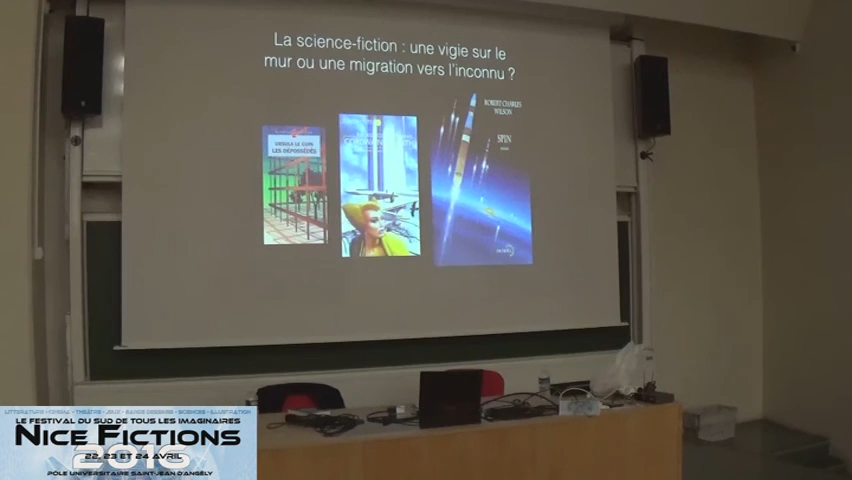 La science-fiction : une vigie sur le
mur ou une migration vers l'inconnu ?
URSULA LE GUIN
LES DÉPOSSÉDÉS
ROBERT CHARLES
WILSON
SPIN
LITTÉRATURE - CINÉMA - THÉÂTRE - JEUX - BANDE DESSINÉE - SCIENCES - ILLUSTRATION
LE FESTIVAL DU SUD DE TOUS LES IMAGINAIRES
NICE FICTIONS
2016
22, 23 ET 24 AVRIL
PÔLE UNIVERSITAIRE SAINT-JEAN D'ANGÉLY